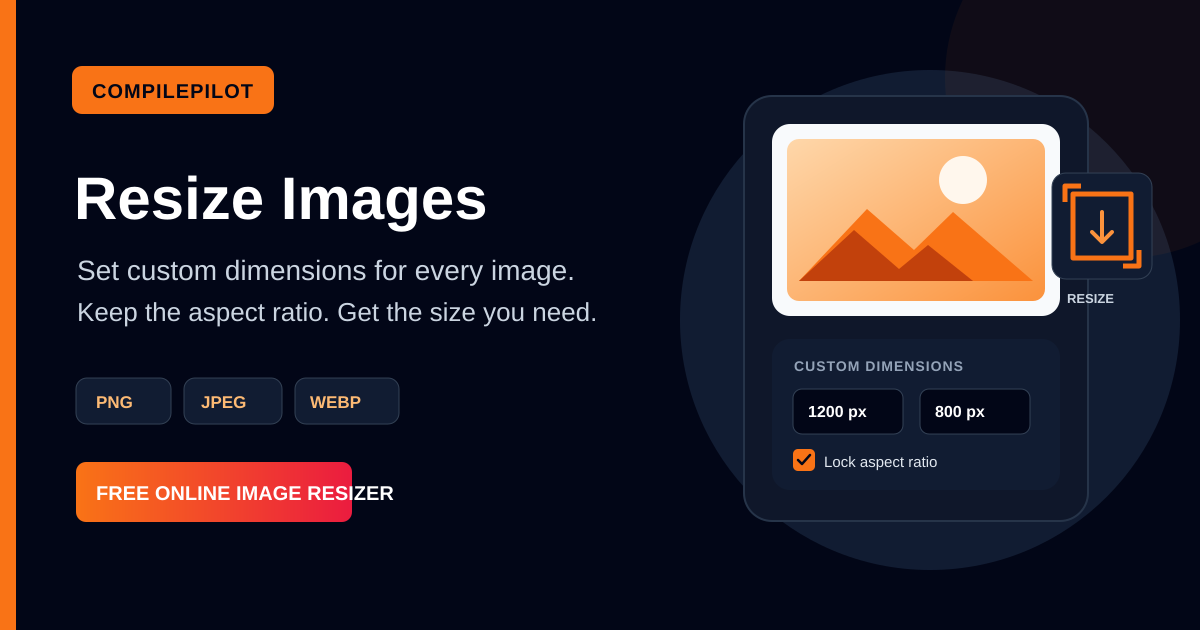 COMPILEPILOT
Resize Images
Set custom dimensions for every image.
Keep the aspect ratio. Get the size you need.
PNG JPEG WEBP
FREE ONLINE IMAGE RESIZER
RESIZE
CUSTOM DIMENSIONS
1200 px 800 px
Lock aspect ratio